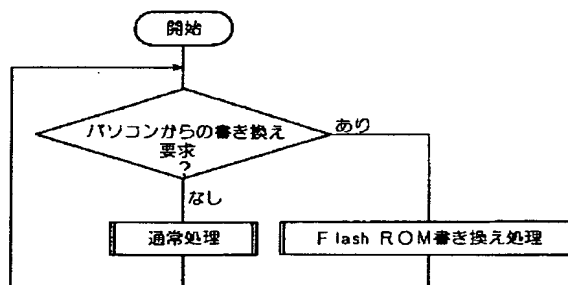 開始
パソコンからの書き換え
要求
?
あり
なし
通常処理
Flash ROM書き換え処理